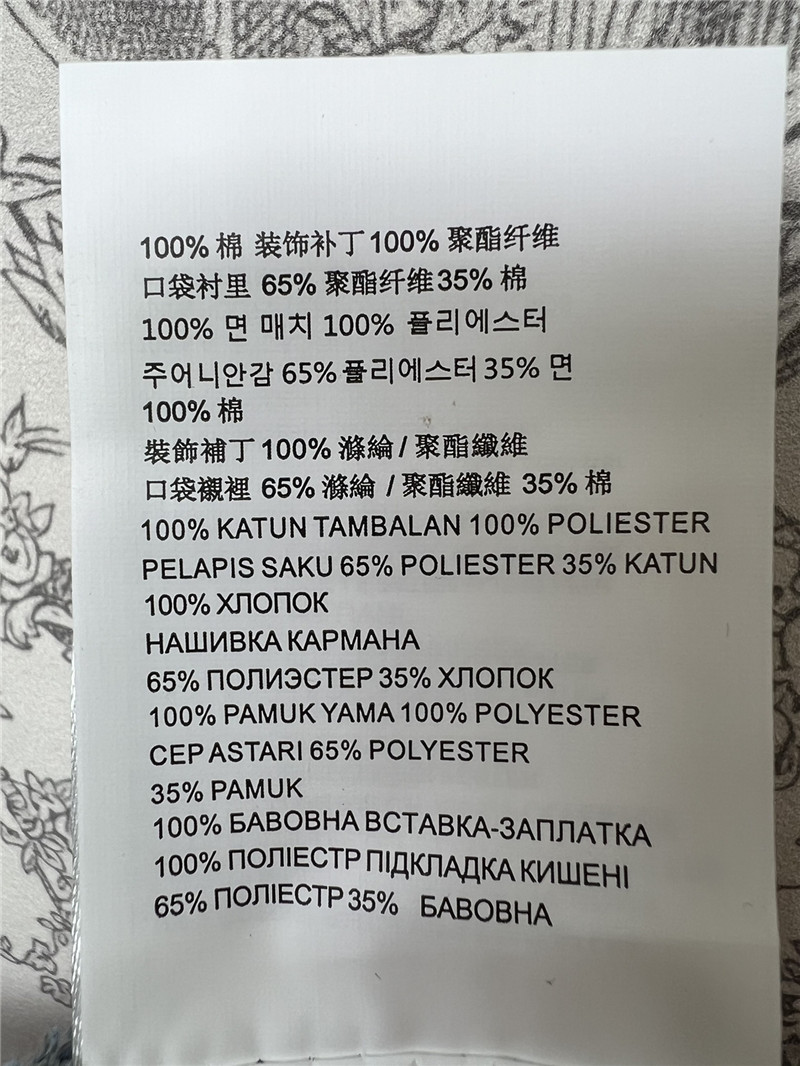 100% 棉 装饰补丁100% 聚酯纤维
口袋衬里 65% 聚酯纤维35% 棉
100% 면 매치 100% 폴리에스터
주어니안감 65% 폴리에스터 35% 면
100% 棉
裝飾補丁 100% 滌綸 / 聚酯纖維
口袋襯裡 65% 滌綸 / 聚酯纖維 35% 棉
100% KATUN TAMBALAN 100% POLIESTER
PELAPIS SAKU 65% POLIESTER 35% KATUN
100% ХЛОПОК
НАШИВКА КАРМАНА
65% ПОЛИЭСТЕР 35% ХЛОПОК
100% PAMUK YAMA 100% POLYESTER
CEP ASTARI 65% POLYESTER
35% PAMUK
100% БАВОВНА ВСТАВКА-ЗАПЛАТКА
100% ПОЛІЕСТР ПІДКЛАДКА КИШЕНІ
65% ПОЛІЕСТР 35% БАВОВНА